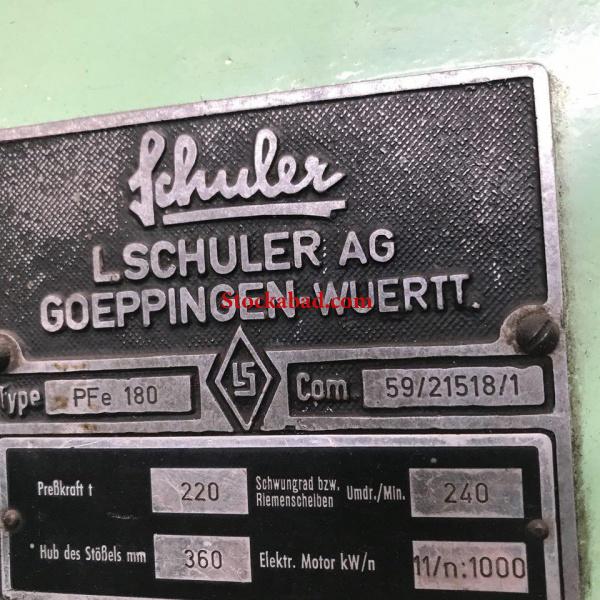 Schuler
L.SCHULER AG
GOEPPINGEN-WUERTT.
Stockabad.com
Type PFe 180 LS Com. 59/21518/1
Preßkraft t 220 Schwungrad bzw. Riemenscheiben Umdr./Min. 240
* Hub des Stößels mm 360 Elektr. Motor kW/n 11/n:1000